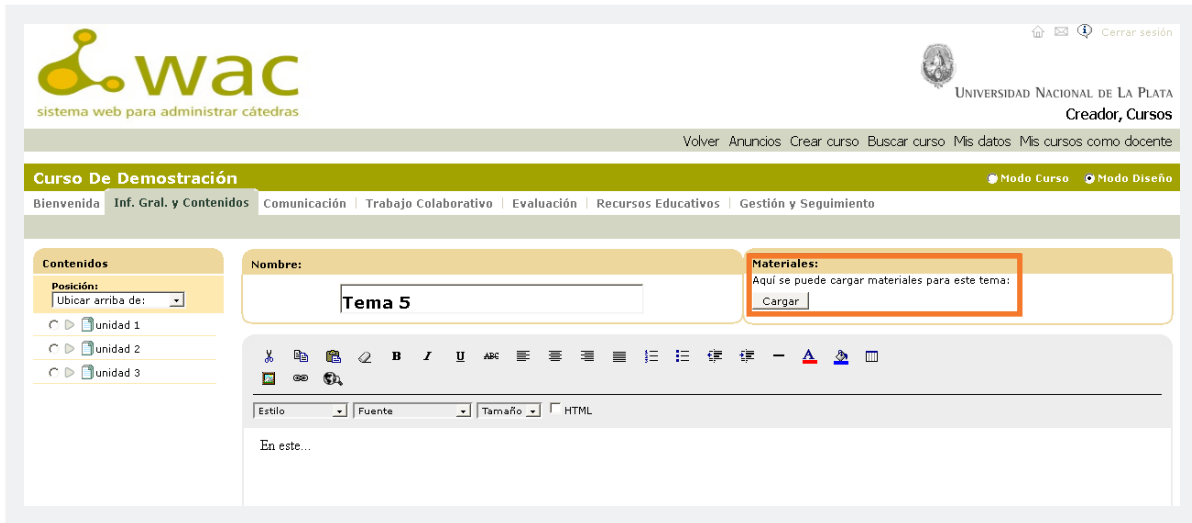 Cerrar sesión
wac
sistema web para administrar cátedras
Universidad Nacional de La Plata
Creador, Cursos
Volver Anuncios Crear curso Buscar curso Mis datos Mis cursos como docente
Curso De Demostración
Modo Curso Modo Diseño
Bienvenida Inf. Gral. y Contenidos Comunicación | Trabajo Colaborativo | Evaluación | Recursos Educativos | Gestión y Seguimiento
Contenidos
Posición:
Ubicar arriba de:
unidad 1
unidad 2
unidad 3
Nombre:
Tema 5
Materiales:
Aquí se puede cargar materiales para este tema:
Cargar
B I U ABC A
Estilo Fuente Tamaño HTML
En este...